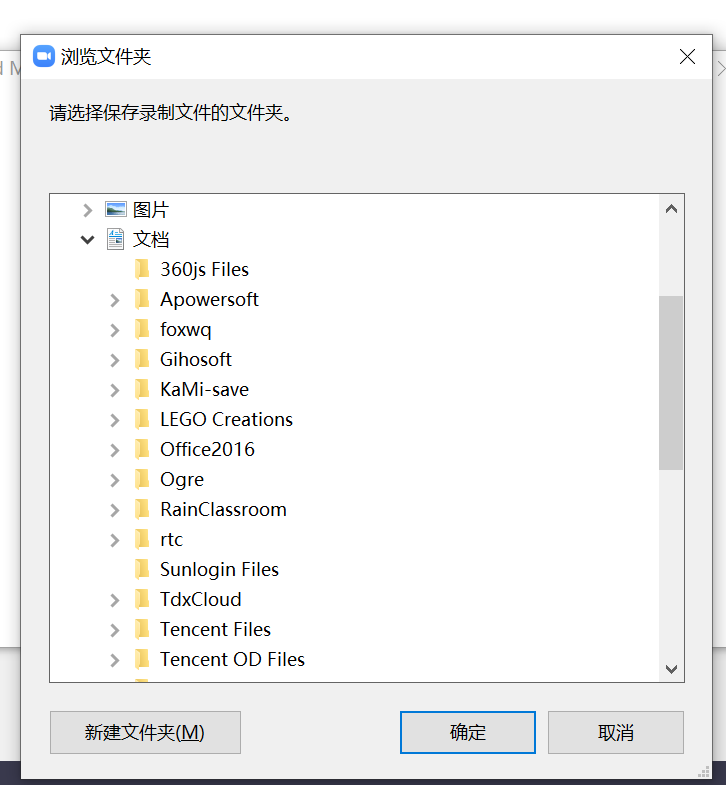 浏览文件夹
请选择保存录制文件的文件夹。
图片
文档
360js Files
Apowersoft
foxwq
Gihosoft
KaMi-save
LEGO Creations
Office2016
Ogre
RainClassroom
rtc
Sunlogin Files
TdxCloud
Tencent Files
Tencent OD Files
新建文件夹(M)
确定
取消